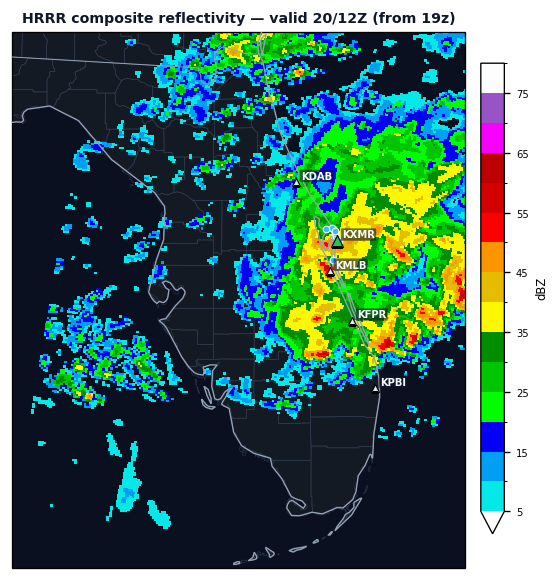 HRRR composite reflectivity — valid 20/12Z (from 19z)
KDAB
KXMR
KMLB
KFPR
KPBI
75
65
55
45
35
25
15
5
dBZ